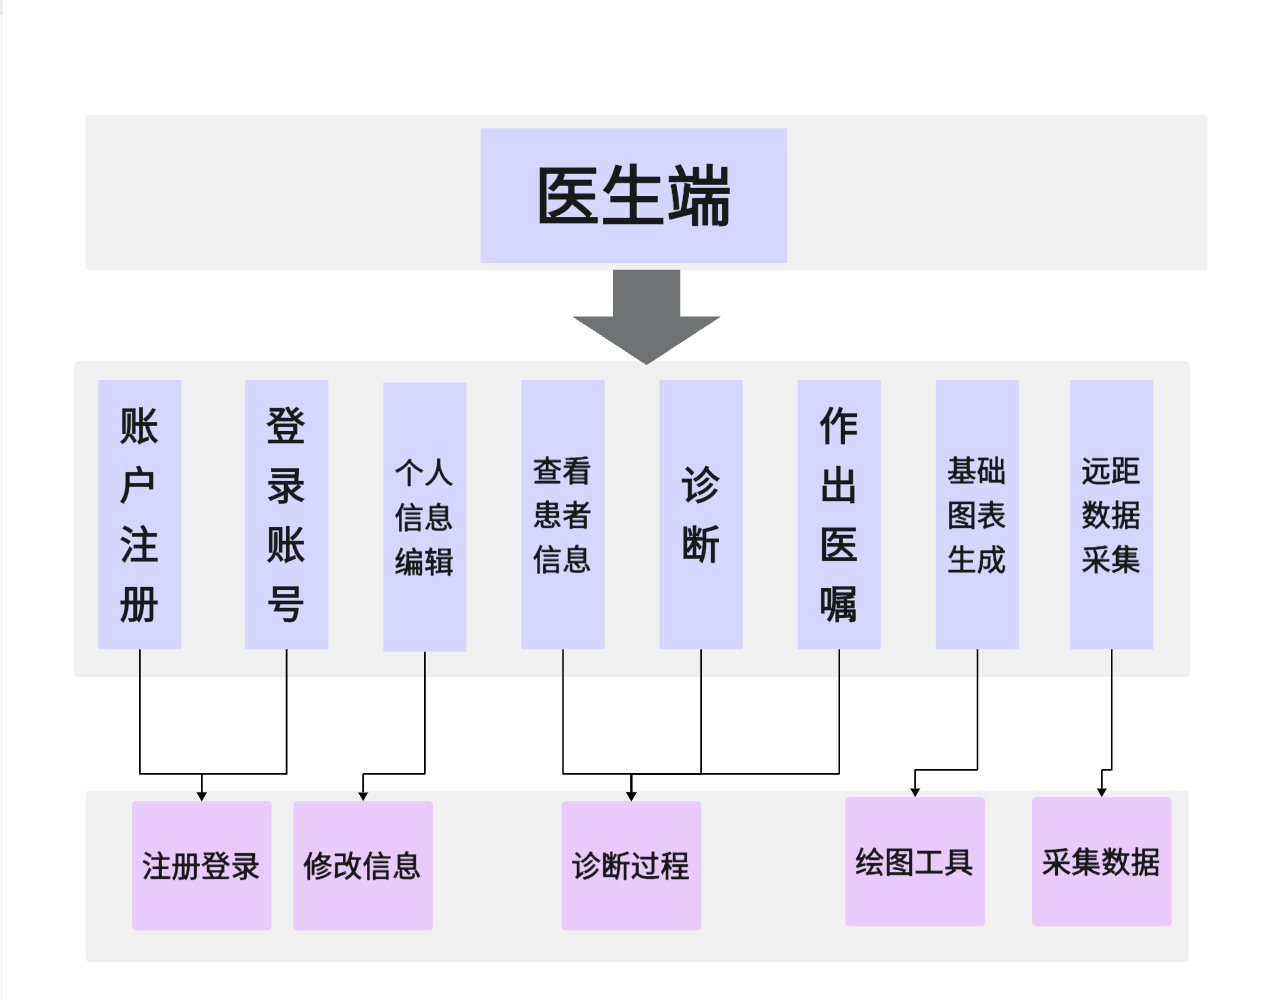 医生端
账
户
注
册
登
录
账
号
个人
信息
编辑
查看
患者
信息
诊
断
作
出
医
嘱
基础
图表
生成
远距
数据
采集
注册登录
修改信息
诊断过程
绘图工具
采集数据